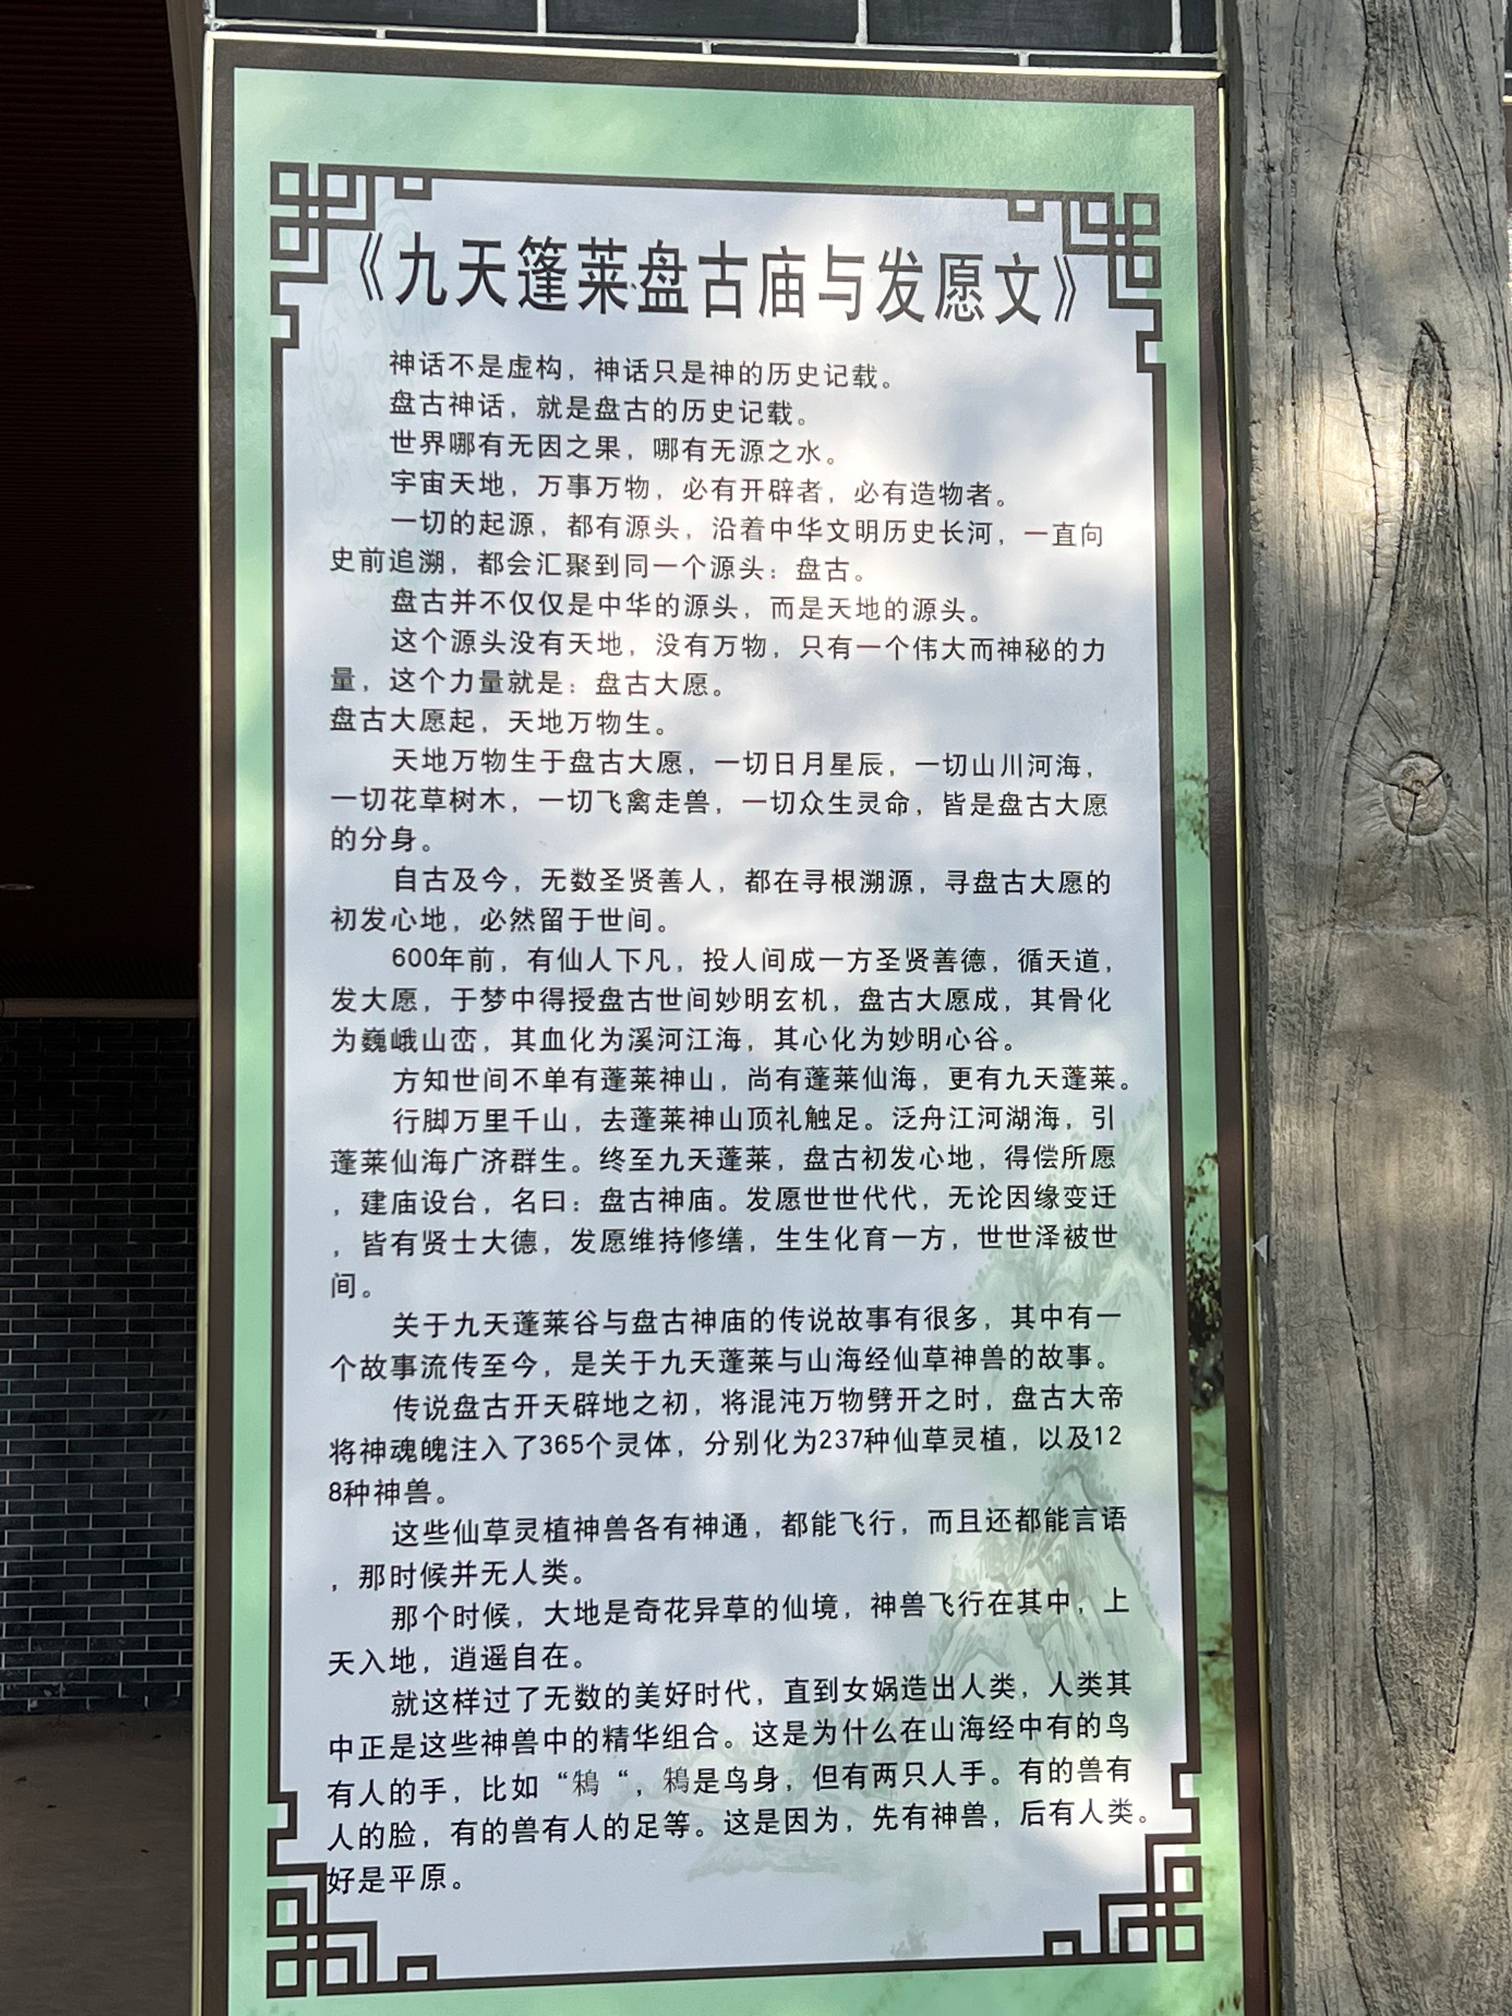 《九天篷莱盘古庙与发愿文》
神话不是虚构，神话只是神的历史记载。
盘古神话，就是盘古的历史记载。
世界哪有无因之果，哪有无源之水。
宇宙天地，万事万物，必有开辟者，必有造物者。
一切的起源，都有源头，沿着中华文明历史长河，一直向
史前追溯，都会汇聚到同一个源头：盘古。
盘古并不仅仅是中华的源头，而是天地的源头。
这个源头没有天地，没有万物，只有一个伟大而神秘的力
量，这个力量就是：盘古大愿。
盘古大愿起，天地万物生。
天地万物生于盘古大愿，一切日月星辰，一切山川河海，
一切花草树木，一切飞禽走兽，一切众生灵命，皆是盘古大愿
的分身。
自古及今，无数圣贤善人，都在寻根溯源，寻盘古大愿的
初发心地，必然留于世间。
600年前，有仙人下凡，投人间成一方圣贤善德，循天道，
发大愿，于梦中得授盘古世间妙明玄机，盘古大愿成，其骨化
为巍峨山峦，其血化为溪河江海，其心化为妙明心谷。
方知世间不单有蓬莱神山，尚有蓬莱仙海，更有九天蓬莱。
行脚万里千山，去蓬莱神山顶礼触足。泛舟江河湖海，引
蓬莱仙海广济群生。终至九天蓬莱，盘古初发心地，得偿所愿
，建庙设台，名曰：盘古神庙。发愿世世代代，无论因缘变迁
，皆有贤士大德，发愿维持修缮，生生化育一方，世世泽被世
间。
关于九天蓬莱谷与盘古神庙的传说故事有很多，其中有一
个故事流传至今，是关于九天蓬莱与山海经仙草神兽的故事。
传说盘古开天辟地之初，将混沌万物劈开之时，盘古大帝
将神魂魄注入了365个灵体，分别化为237种仙草灵植，以及12
8种神兽。
这些仙草灵植神兽各有神通，都能飞行，而且还都能言语
，那时候并无人类。
那个时候，大地是奇花异草的仙境，神兽飞行在其中，上
天入地，逍遥自在。
就这样过了无数的美好时代，直到女娲造出人类，人类其
中正是这些神兽中的精华组合。这是为什么在山海经中有的鸟
有人的手，比如“鴸“，鴸是鸟身，但有两只人手。有的兽有
人的脸，有的兽有人的足等。这是因为，先有神兽，后有人类。
好是平原。